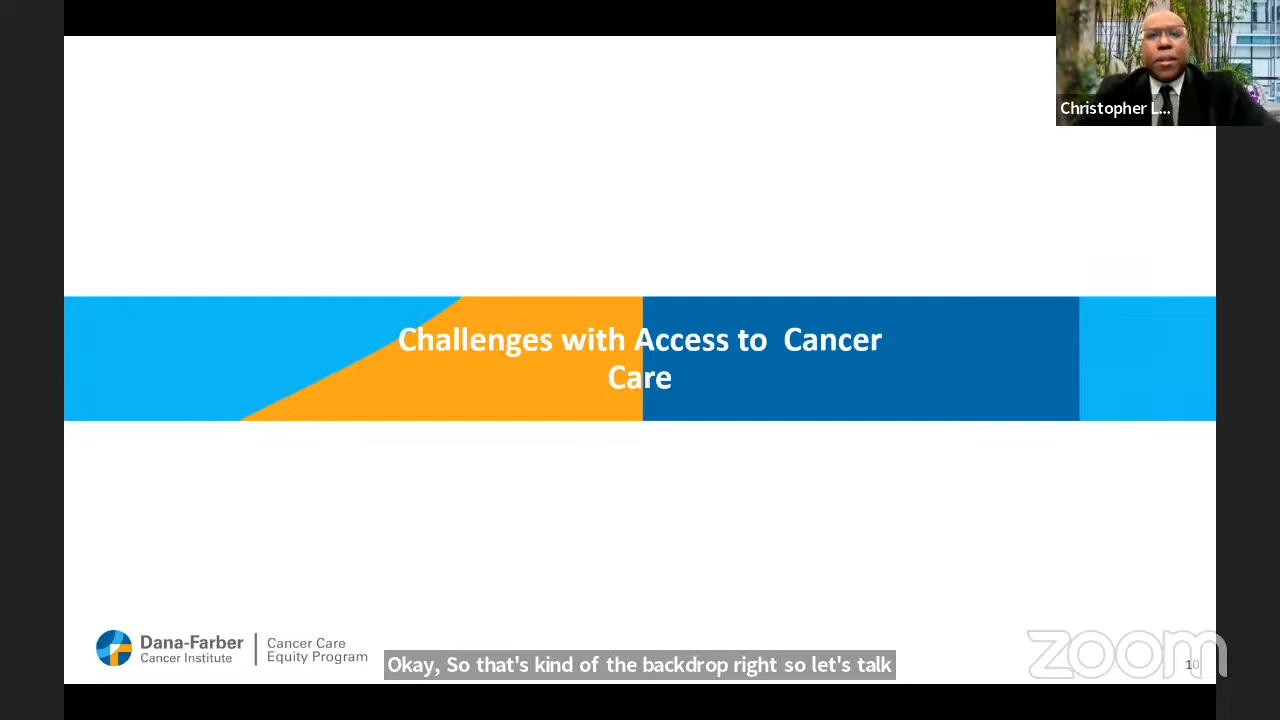 Christopher L...
Challenges with Access to  Cancer
Care
Dana-Farber
Cancer Institute
Cancer Care
Equity Program
Okay, So that's kind of the backdrop right so let's talk
zoom
10